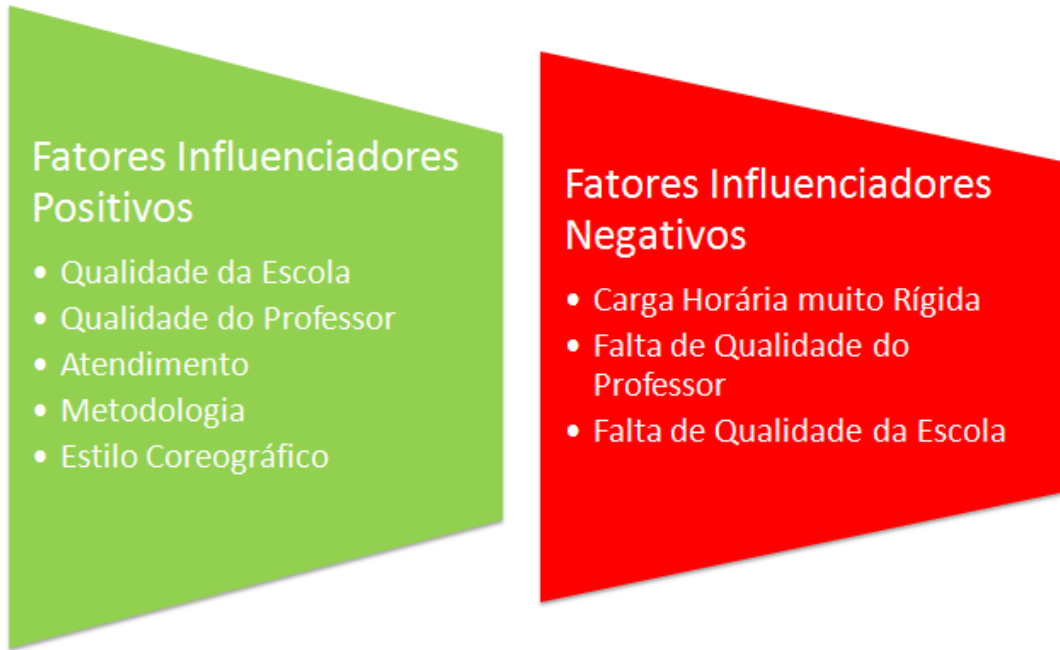 Fatores Influenciadores
Positivos
• Qualidade da Escola
• Qualidade do Professor
• Atendimento
• Metodologia
• Estilo Coreográfico
Fatores Influenciadores
Negativos
• Carga Horária muito Rígida
• Falta de Qualidade do
Professor
• Falta de Qualidade da Escola